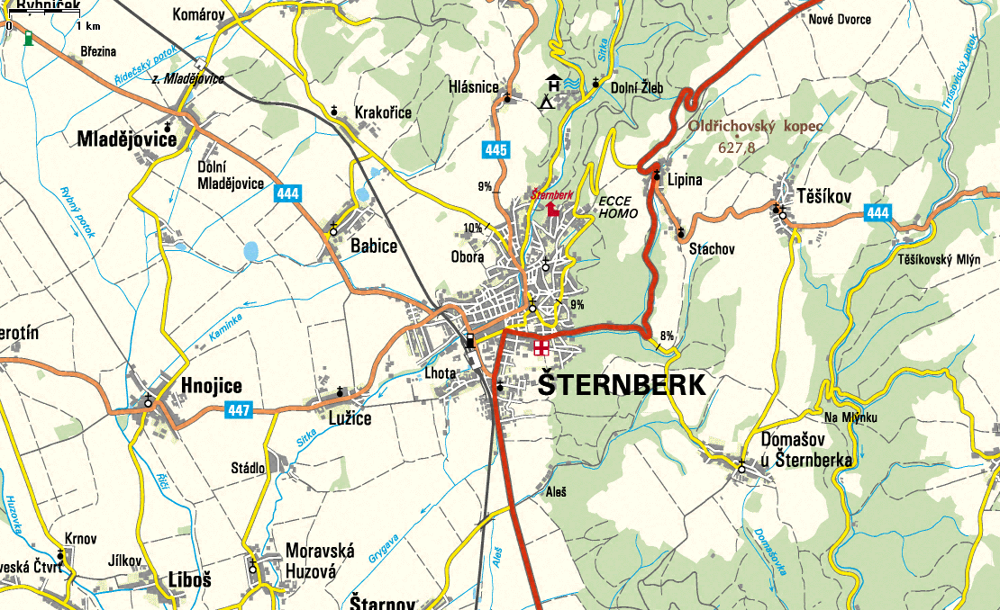 Rybníček
0 1 km
Komárov
Březina
Řídečský potok
z. Mladějovice
Nové Dvorce
Sitka
Trusovický potok
Hlásnice
Dolní Žleb
Krakořice
Mladějovice
Oldřichovský kopec
627,8
445
Dolní
Mladějovice
444
9%
Lipina
Šternberk
ECCE
HOMO
Těšíkov
444
Rybný potok
10%
Babice
Obora
Stachov
Těšíkovský Mlýn
9%
Kamínka
erotín
8%
Lhota
Hnojice
ŠTERNBERK
447
Lužice
Na Mlýnku
Sitka
Domašov
u Šternberka
Stádlo
Říčí
Aleš
Huzovka
Grygava
Aleš
Domašovka
Krnov
Moravská
Huzová
Jílkov
veská Čtvrť
Liboš
Štarnov